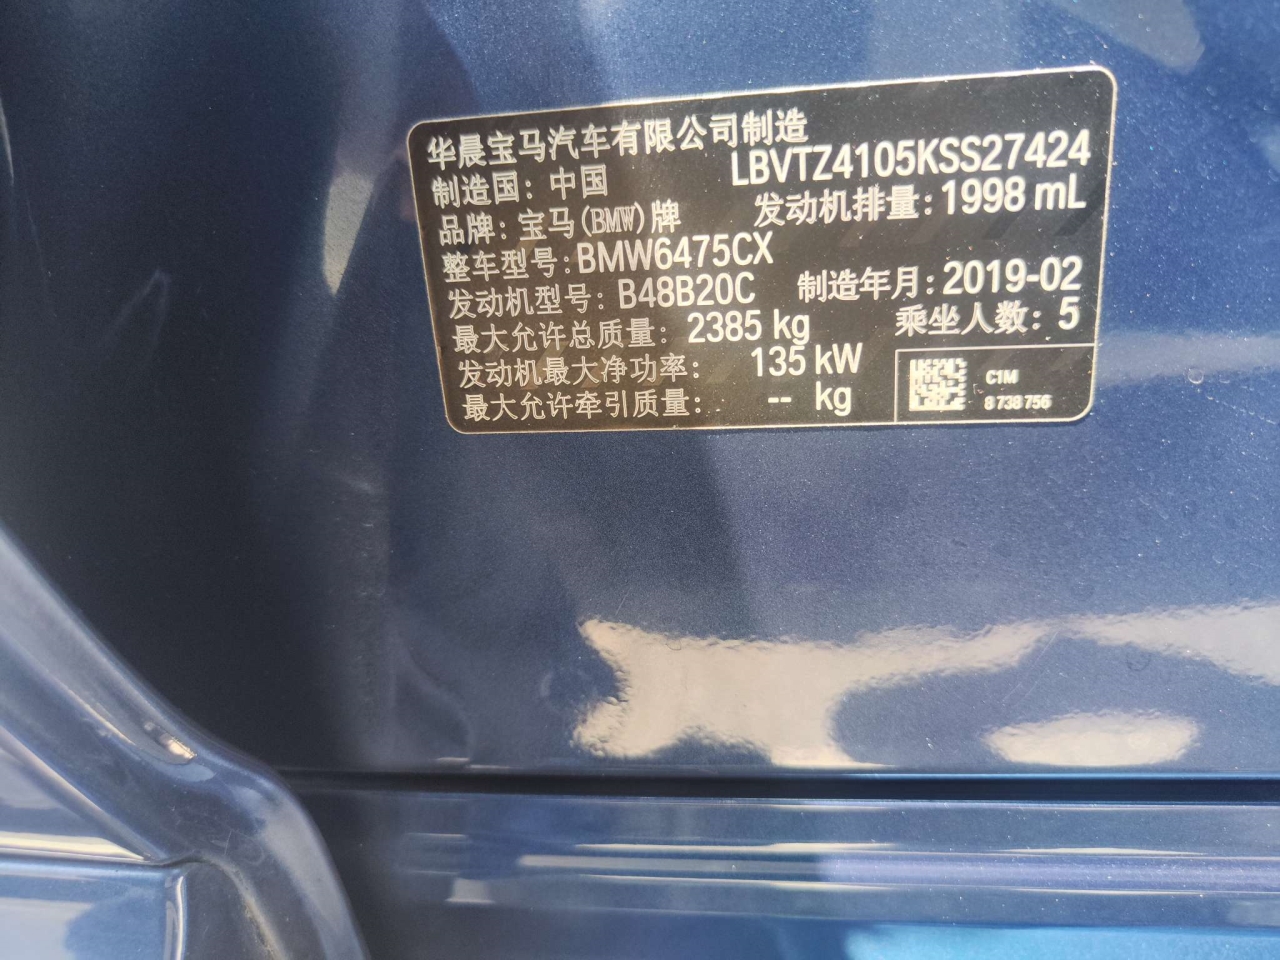 华晨宝马汽车有限公司制造
制造国：中国 LBVTZ4105KSS27424
品牌：宝马(BMW)牌 发动机排量：1998 mL
整车型号：BMW6475CX
发动机型号：B48B20C 制造年月：2019-02
最大允许总质量：2385 kg 乘坐人数：5
发动机最大净功率：135 kW
最大允许牵引质量：-- kg
C1M
8 738 756